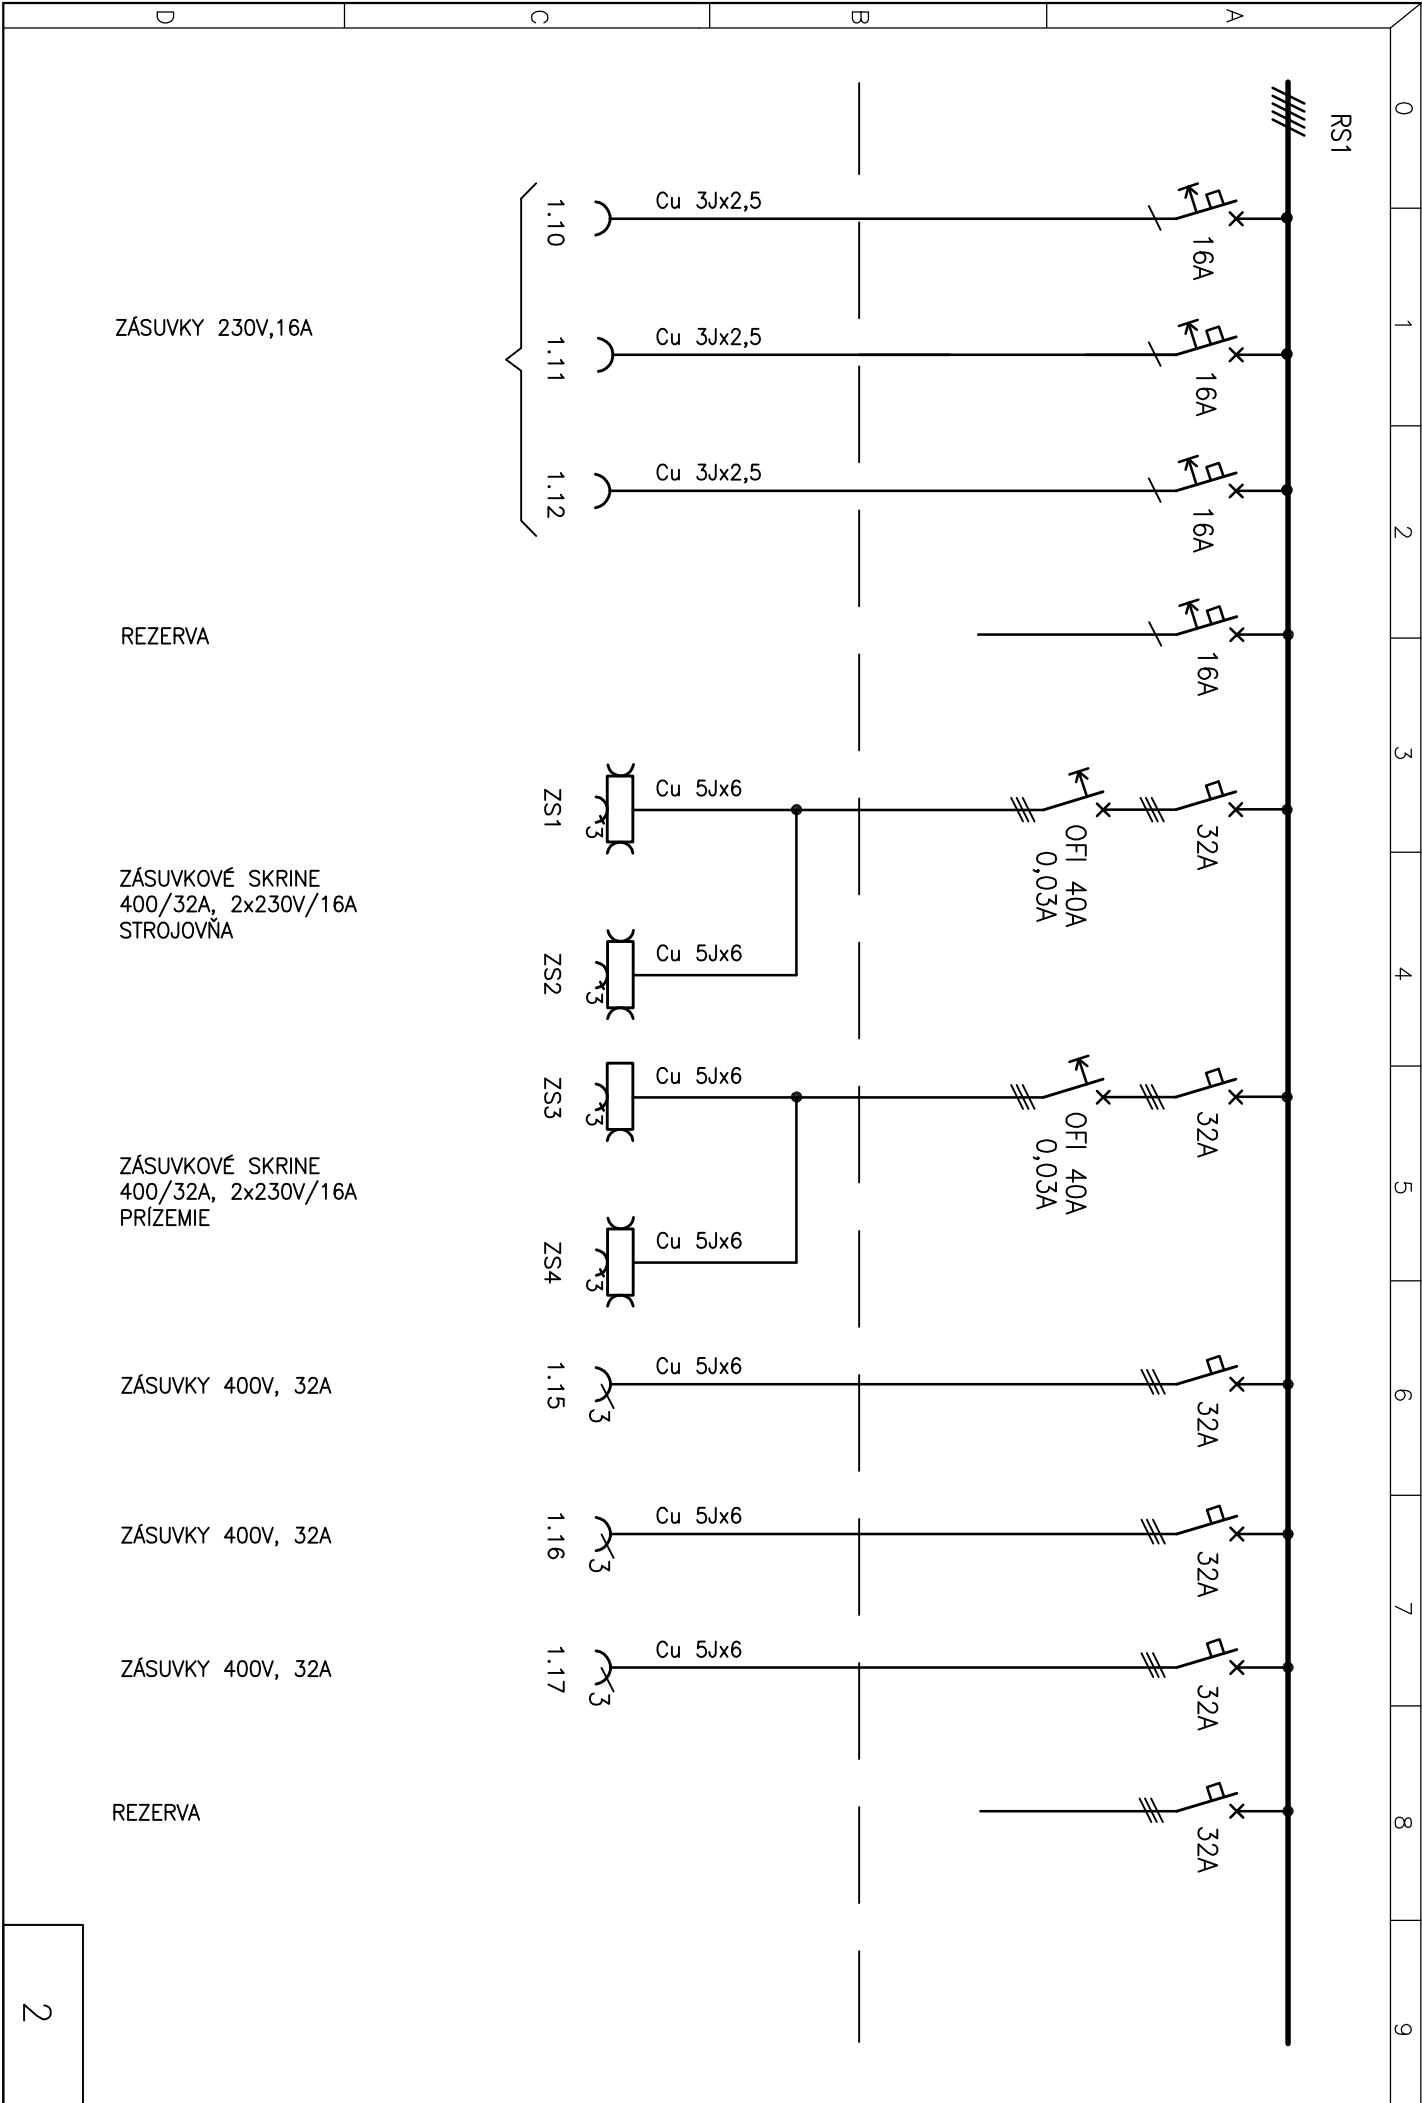 D
C
B
A
0
1
2
3
4
5
6
7
8
9
RS1
16A
Cu 3Jx2,5
1.10
16A
Cu 3Jx2,5
1.11
ZÁSUVKY 230V,16A
16A
Cu 3Jx2,5
1.12
16A
REZERVA
32A
OFI 40A
0,03A
Cu 5Jx6
3
ZS1
ZÁSUVKOVÉ SKRINE
400/32A, 2x230V/16A
STROJOVŇA
Cu 5Jx6
3
ZS2
32A
OFI 40A
0,03A
Cu 5Jx6
3
ZS3
ZÁSUVKOVÉ SKRINE
400/32A, 2x230V/16A
PRÍZEMIE
Cu 5Jx6
3
ZS4
32A
Cu 5Jx6
3
1.15
ZÁSUVKY 400V, 32A
32A
Cu 5Jx6
3
1.16
ZÁSUVKY 400V, 32A
32A
Cu 5Jx6
3
1.17
ZÁSUVKY 400V, 32A
32A
REZERVA
2